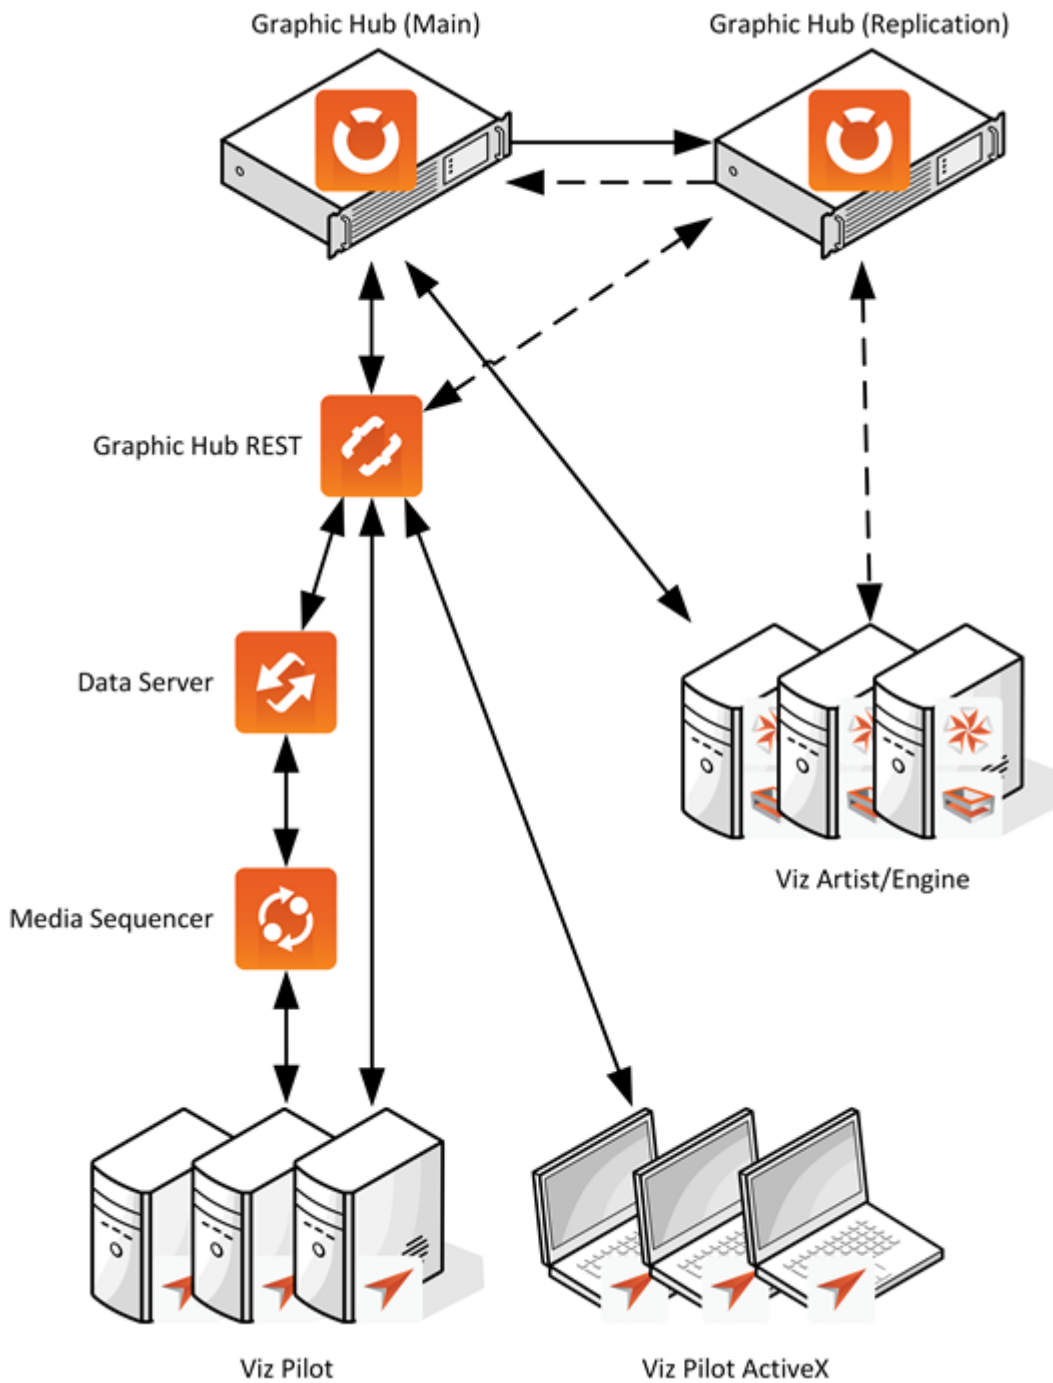 Graphic Hub (Main)
Graphic Hub (Replication)
Graphic Hub REST
Data Server
Viz Artist/Engine
Media Sequencer
Viz Pilot
Viz Pilot ActiveX